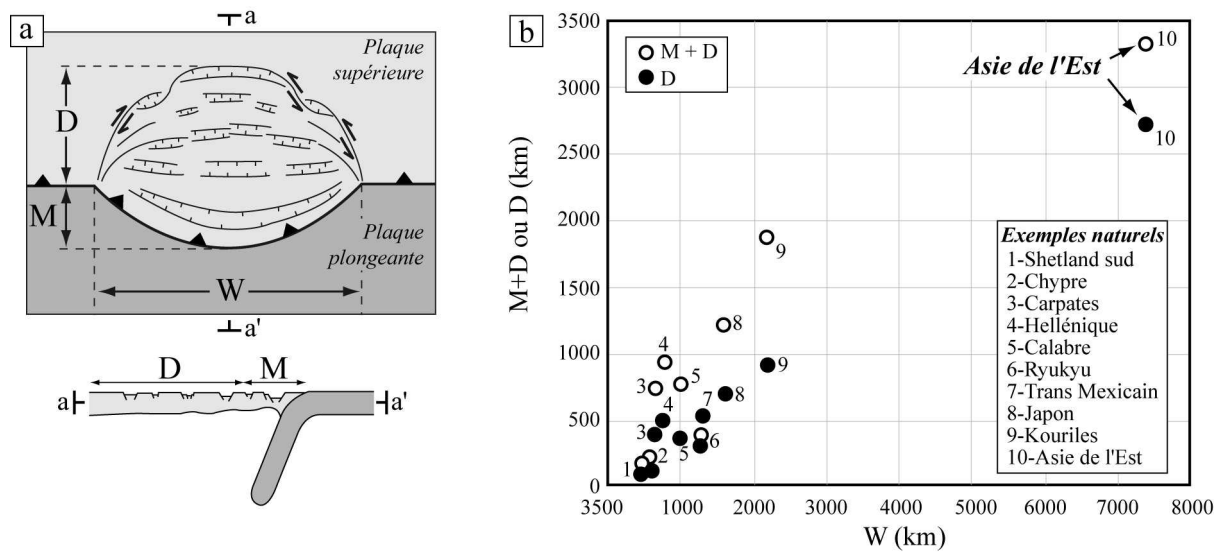 a
a
Plaque
supérieure
D
M
Plaque
plongeante
W
a'
D
M
a
a'
b
M+D ou D (km)
3500
3000
2500
2000
1500
1000
500
0
M + D
D
Asie de l'Est
10
10
9
8
4
3
5
4
7
8
9
3
6
5
2
1
Exemples naturels
1-Shetland sud
2-Chypre
3-Carpates
4-Hellénique
5-Calabre
6-Ryukyu
7-Trans Mexicain
8-Japon
9-Kouriles
10-Asie de l'Est
3500 1000 2000 3000 4000 5000 6000 7000 8000
W (km)